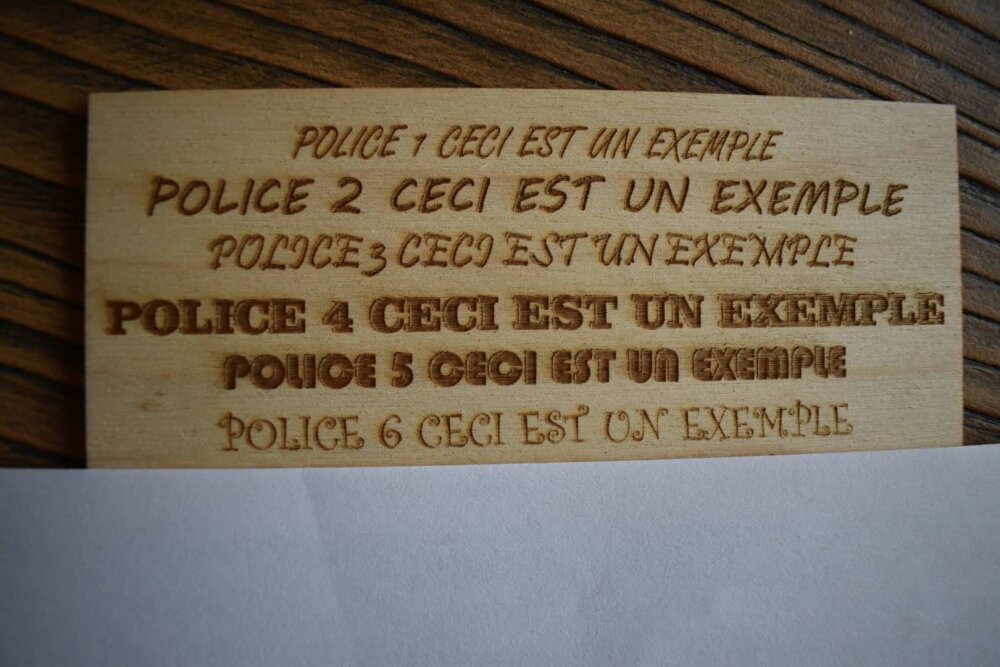 POLICE 1 CECI EST UN EXEMPLE
POLICE 2 CECI EST UN EXEMPLE
POLICE 3 CECI EST UN EXEMPLE
POLICE 4 CECI EST UN EXEMPLE
POLICE 5 CECI EST UN EXEMPLE
POLICE 6 CECI EST UN EXEMPLE